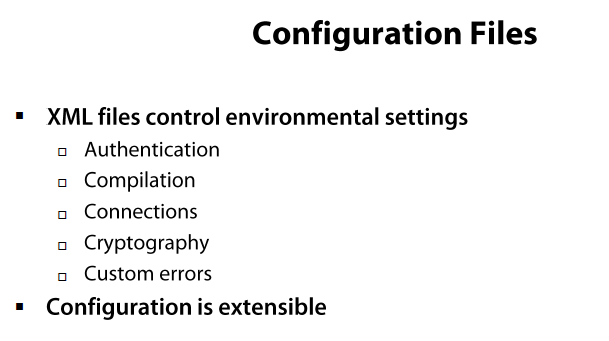 Configuration Files
▪ XML files control environmental settings
▫ Authentication
▫ Compilation
▫ Connections
▫ Cryptography
▫ Custom errors
▪ Configuration is extensible